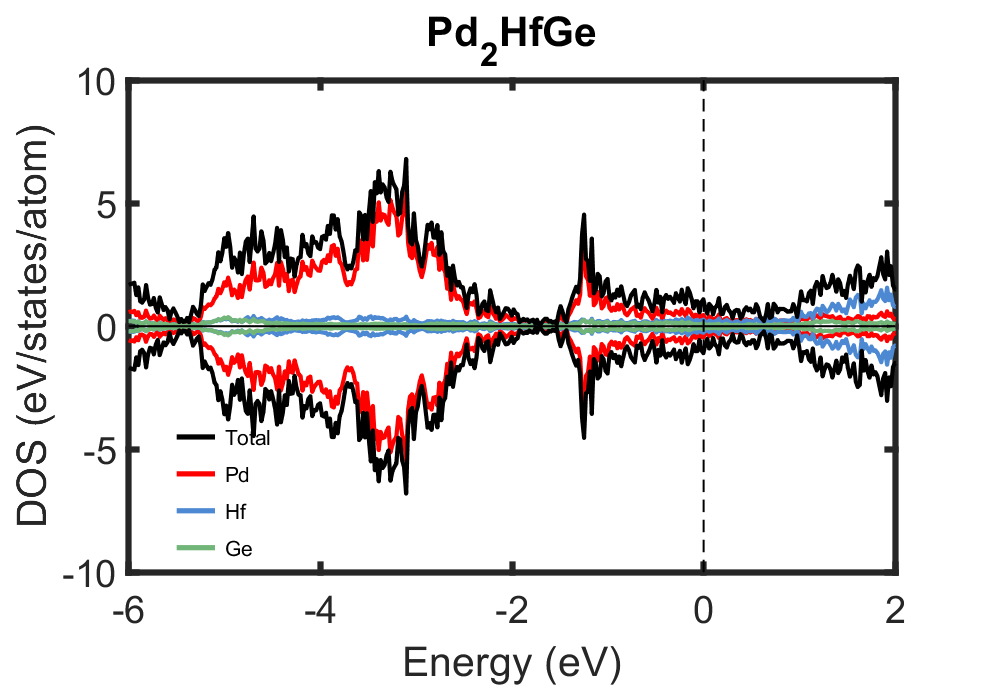 Pd2HfGe
DOS (eV/states/atom)
10
5
0
-5
-10
Total
Pd
Hf
Ge
-6 -4 -2 0 2
Energy (eV)